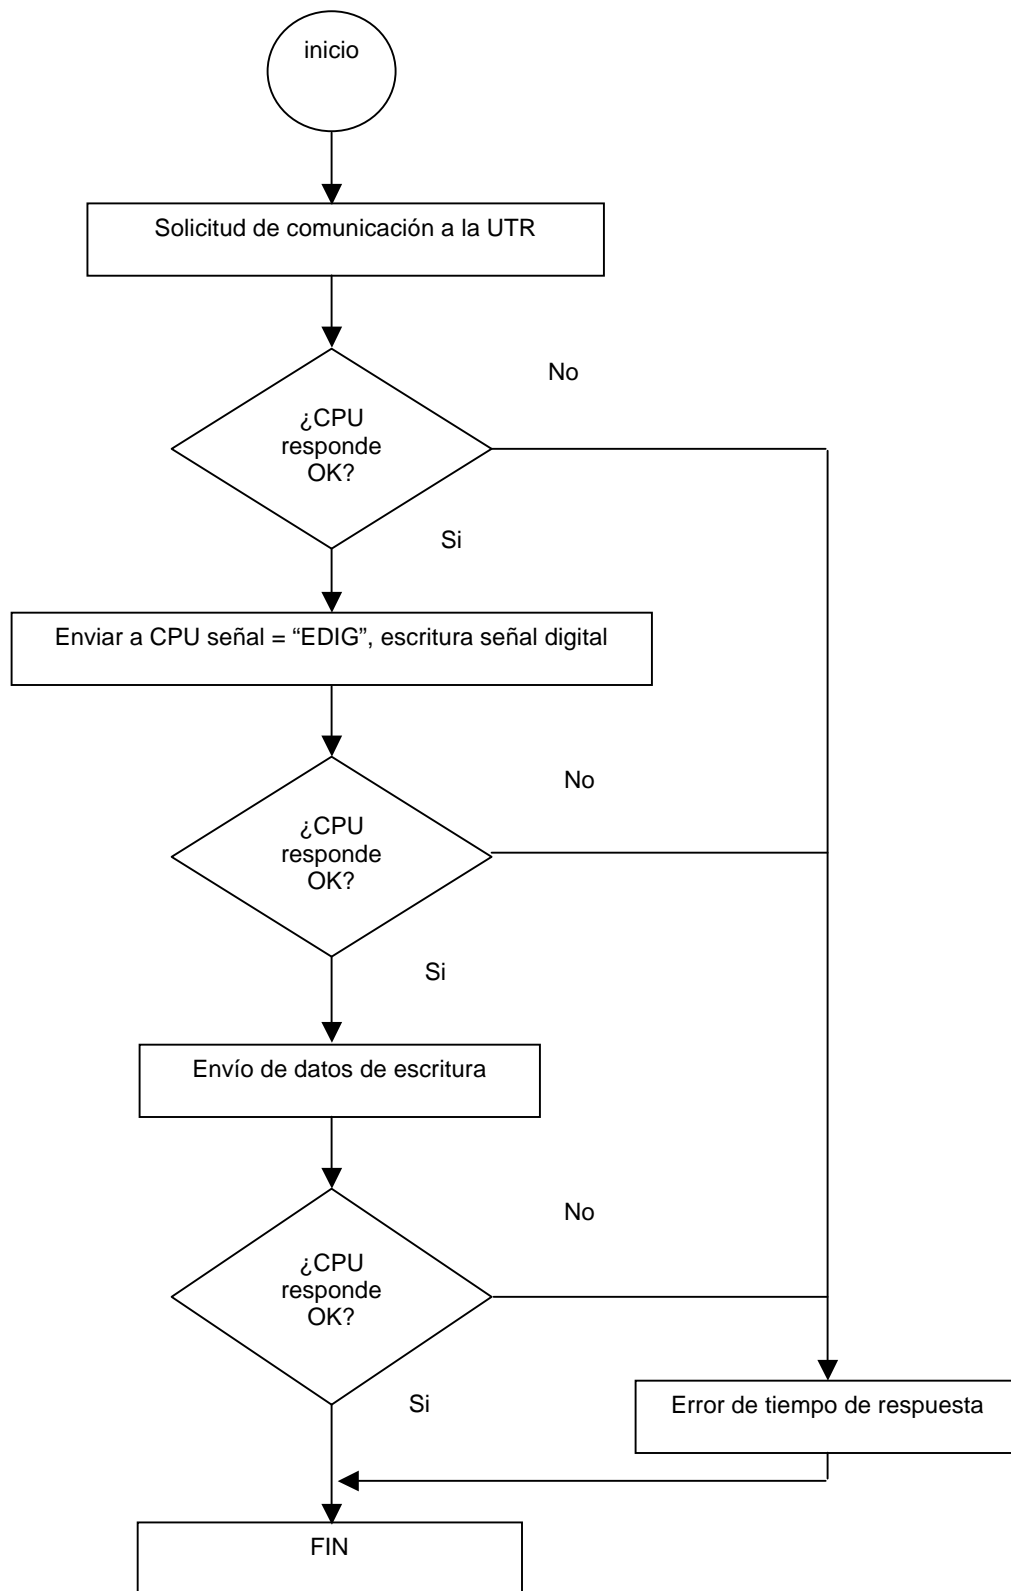 inicio
Solicitud de comunicación a la UTR
No
¿CPU
responde
OK?
Si
Enviar a CPU señal = “EDIG”, escritura señal digital
No
¿CPU
responde
OK?
Si
Envío de datos de escritura
No
¿CPU
responde
OK?
Si
Error de tiempo de respuesta
FIN